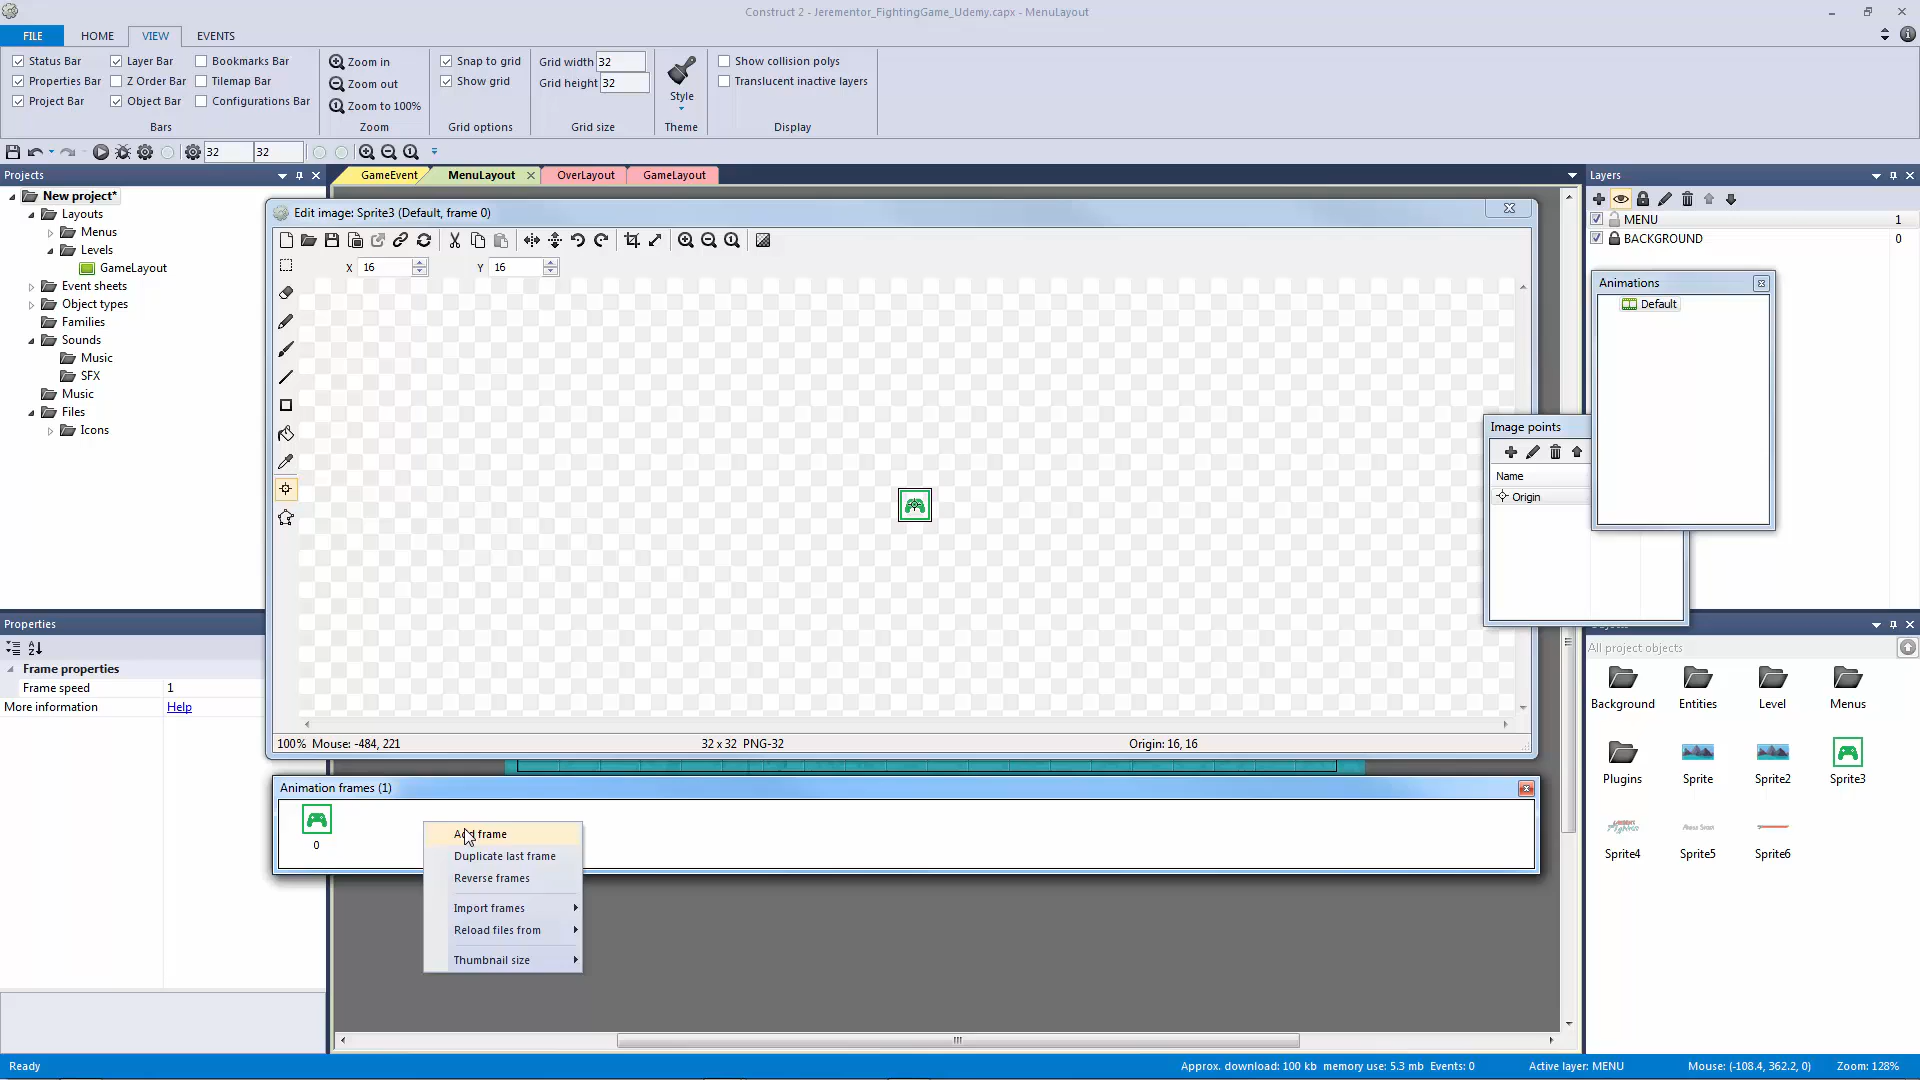 Construct 2 - Jerementor_FightingGame_Udemy.capx - MenuLayout
FILE HOME VIEW EVENTS
Status Bar Layer Bar Bookmarks Bar Zoom in Snap to grid Grid width 32 Show collision polys
Properties Bar Z Order Bar Tilemap Bar Zoom out Show grid Grid height 32 Style Translucent inactive layers
Project Bar Object Bar Configurations Bar Zoom to 100%
Bars Zoom Grid options Grid size Theme Display
32 32
Projects
New project*
Layouts
Menus
Levels
GameLayout
Event sheets
Object types
Families
Sounds
Music
SFX
Music
Files
Icons
Properties
Frame properties
Frame speed 1
More information Help
GameEvent MenuLayout OverLayout GameLayout
Edit image: Sprite3 (Default, frame 0)
X 16 Y 16
100% Mouse: -484, 221 32 x 32 PNG-32 Origin: 16, 16
Animation frames (1)
0
Add frame
Duplicate last frame
Reverse frames
Import frames
Reload files from
Thumbnail size
Layers
MENU 1
BACKGROUND 0
Animations
Default
Image points
Name
Origin
All project objects
Background Entities Level Menus
Plugins Sprite Sprite2 Sprite3
Sprite4 Sprite5 Sprite6
Ready Approx. download: 100 kb memory use: 5.3 mb Events: 0 Active layer: MENU Mouse: (-108.4, 362.2, 0) Zoom: 128%